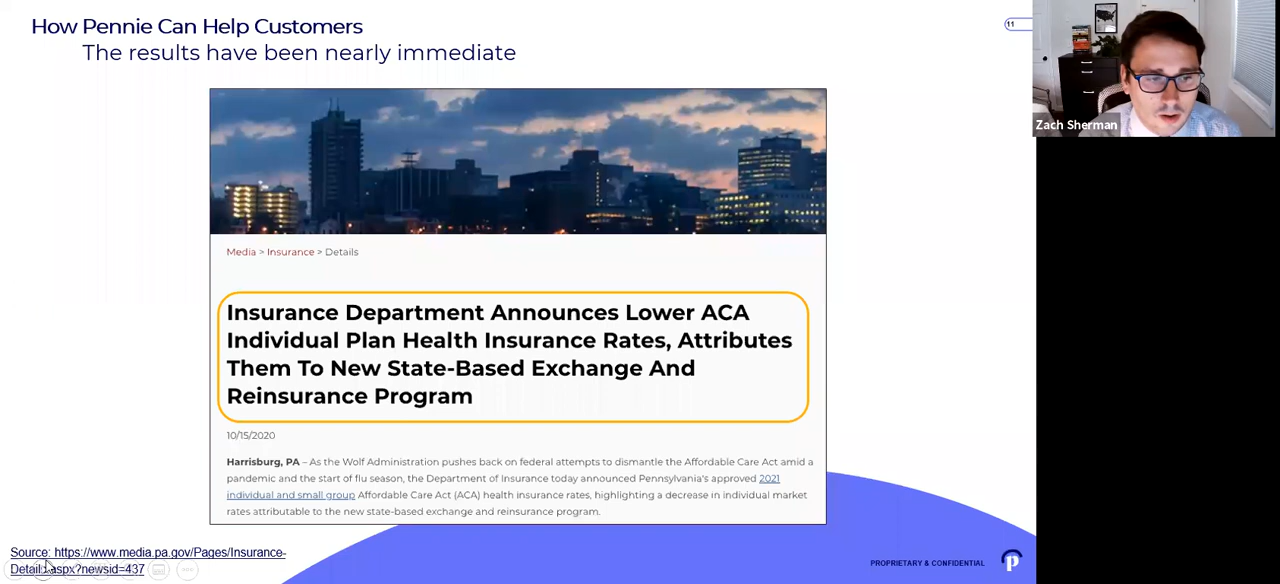 How Pennie Can Help Customers
The results have been nearly immediate
11
Zach Sherman
Media > Insurance > Details
Insurance Department Announces Lower ACA
Individual Plan Health Insurance Rates, Attributes
Them To New State-Based Exchange And
Reinsurance Program
10/15/2020
Harrisburg, PA – As the Wolf Administration pushes back on federal attempts to dismantle the Affordable Care Act amid a
pandemic and the start of flu season, the Department of Insurance today announced Pennsylvania's approved 2021
individual and small group Affordable Care Act (ACA) health insurance rates, highlighting a decrease in individual market
rates attributable to the new state-based exchange and reinsurance program.
Source: https://www.media.pa.gov/Pages/Insurance-
Details.aspx?newsid=437
PROPRIETARY & CONFIDENTIAL
p